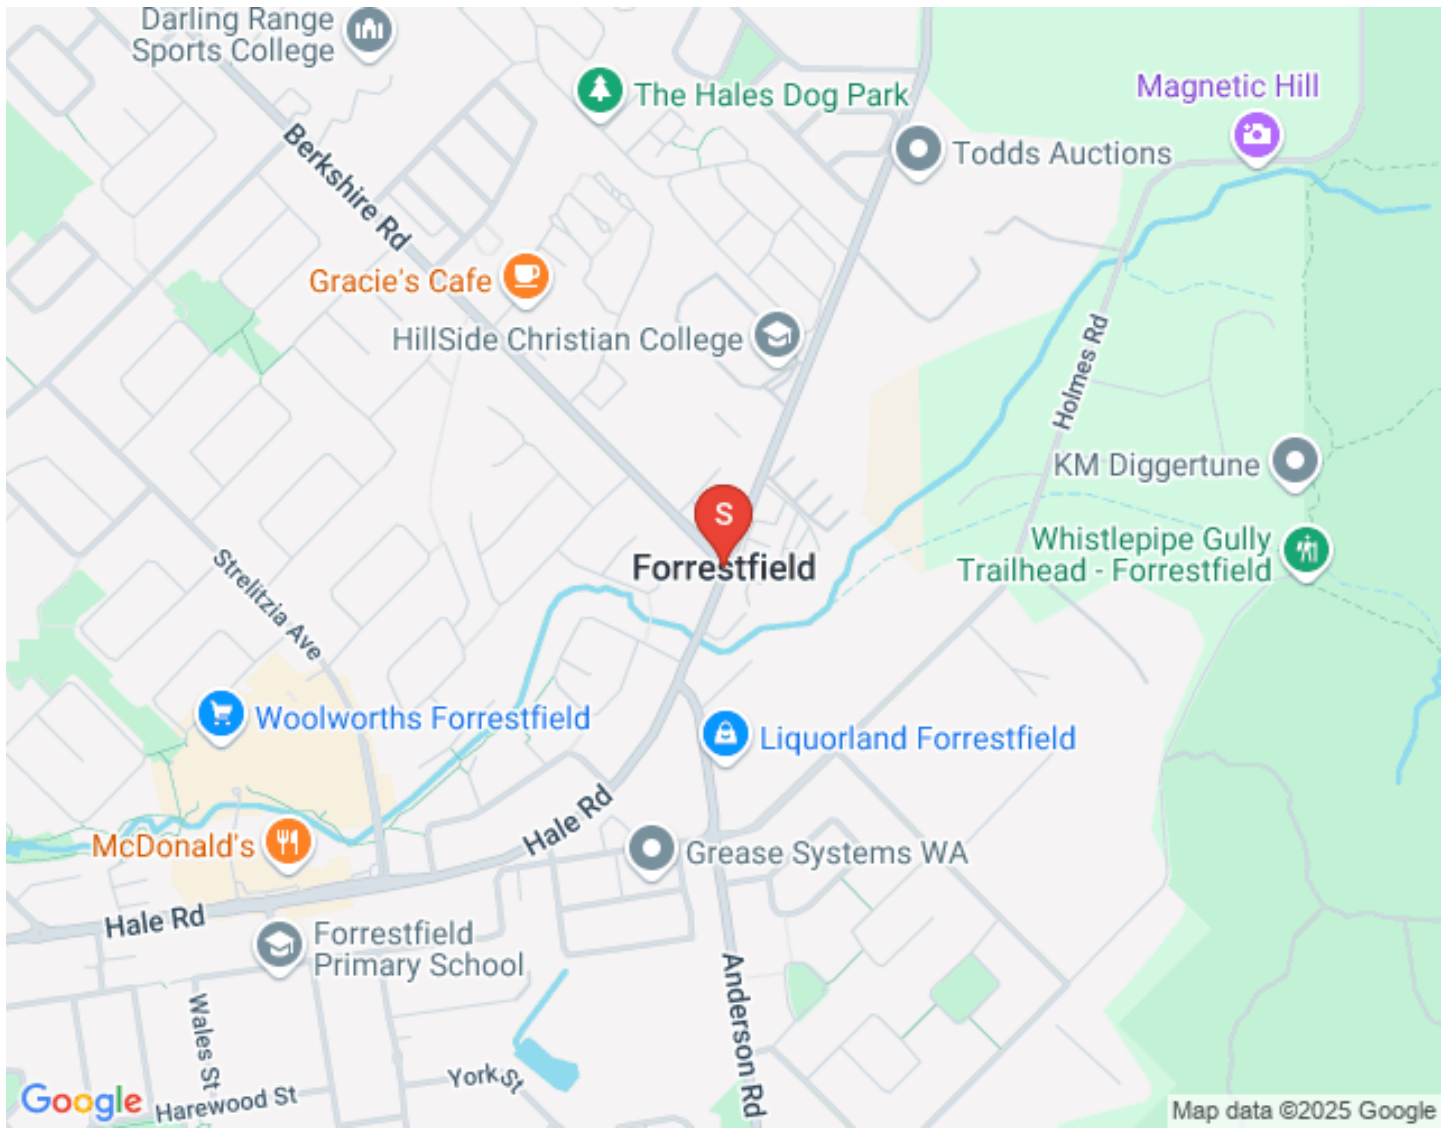 Darling Range
Sports College
The Hales Dog Park
Magnetic Hill
Todds Auctions
Berkshire Rd
Gracie's Cafe
HillSide Christian College
Holmes Rd
KM Diggertune
S
Forrestfield
Whistlepipe Gully
Trailhead - Forrestfield
Strelitzia Ave
Woolworths Forrestfield
Liquorland Forrestfield
Hale Rd
McDonald's
Grease Systems WA
Hale Rd
Forrestfield
Primary School
Anderson Rd
Wales St
York St
Harewood St
Google
Map data ©2025 Google